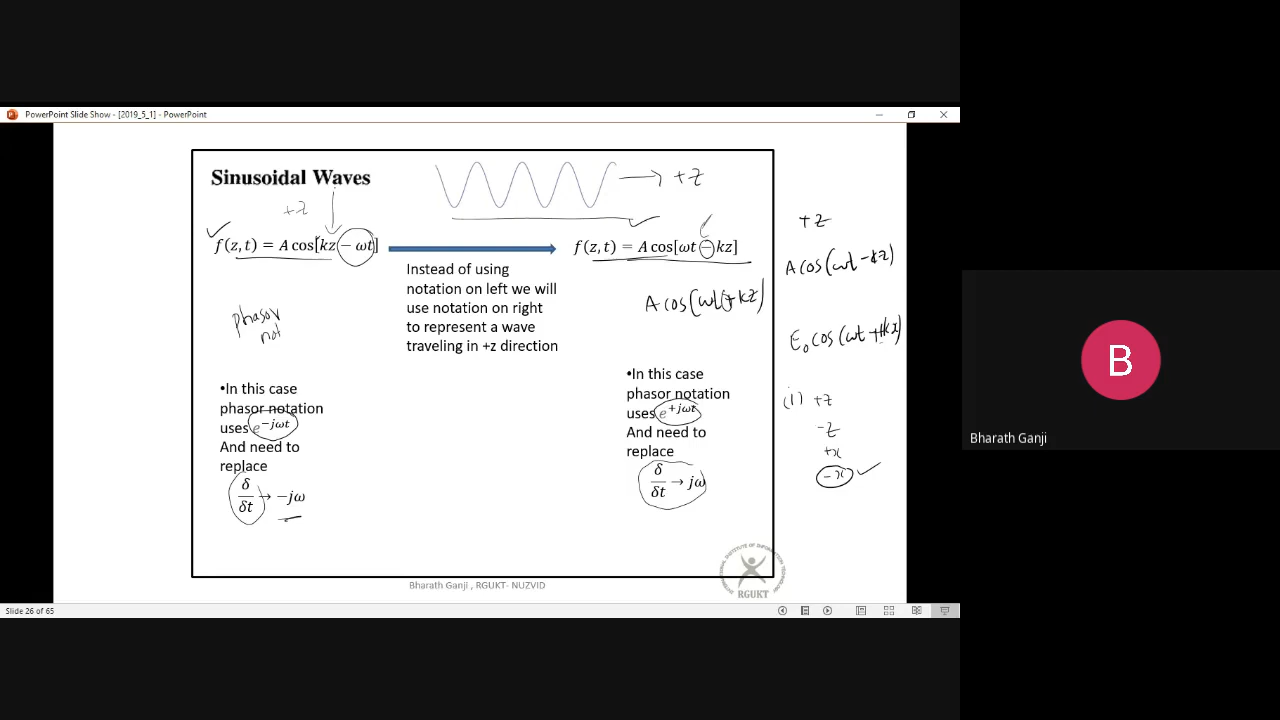 PowerPoint Slide Show - [2019_5_1] - PowerPoint
Sinusoidal Waves
→ +z
+z
f(z, t) = A cos[kz − ωt]
f(z, t) = A cos[ωt − kz]
Instead of using
notation on left we will
use notation on right
to represent a wave
traveling in +z direction
A cos(ωt + kz)
phasor
not
•In this case
phasor notation
uses e^{−jωt}
And need to
replace
δ/δt → −jω
•In this case
phasor notation
uses e^{+jωt}
And need to
replace
δ/δt → jω
+z
A cos(ωt − kz)
E₀ cos(ωt + kx)
(i) +z
−z
+x
−x
Bharath Ganji , RGUKT- NUZVID
RGUKT
Slide 26 of 65
B
Bharath Ganji